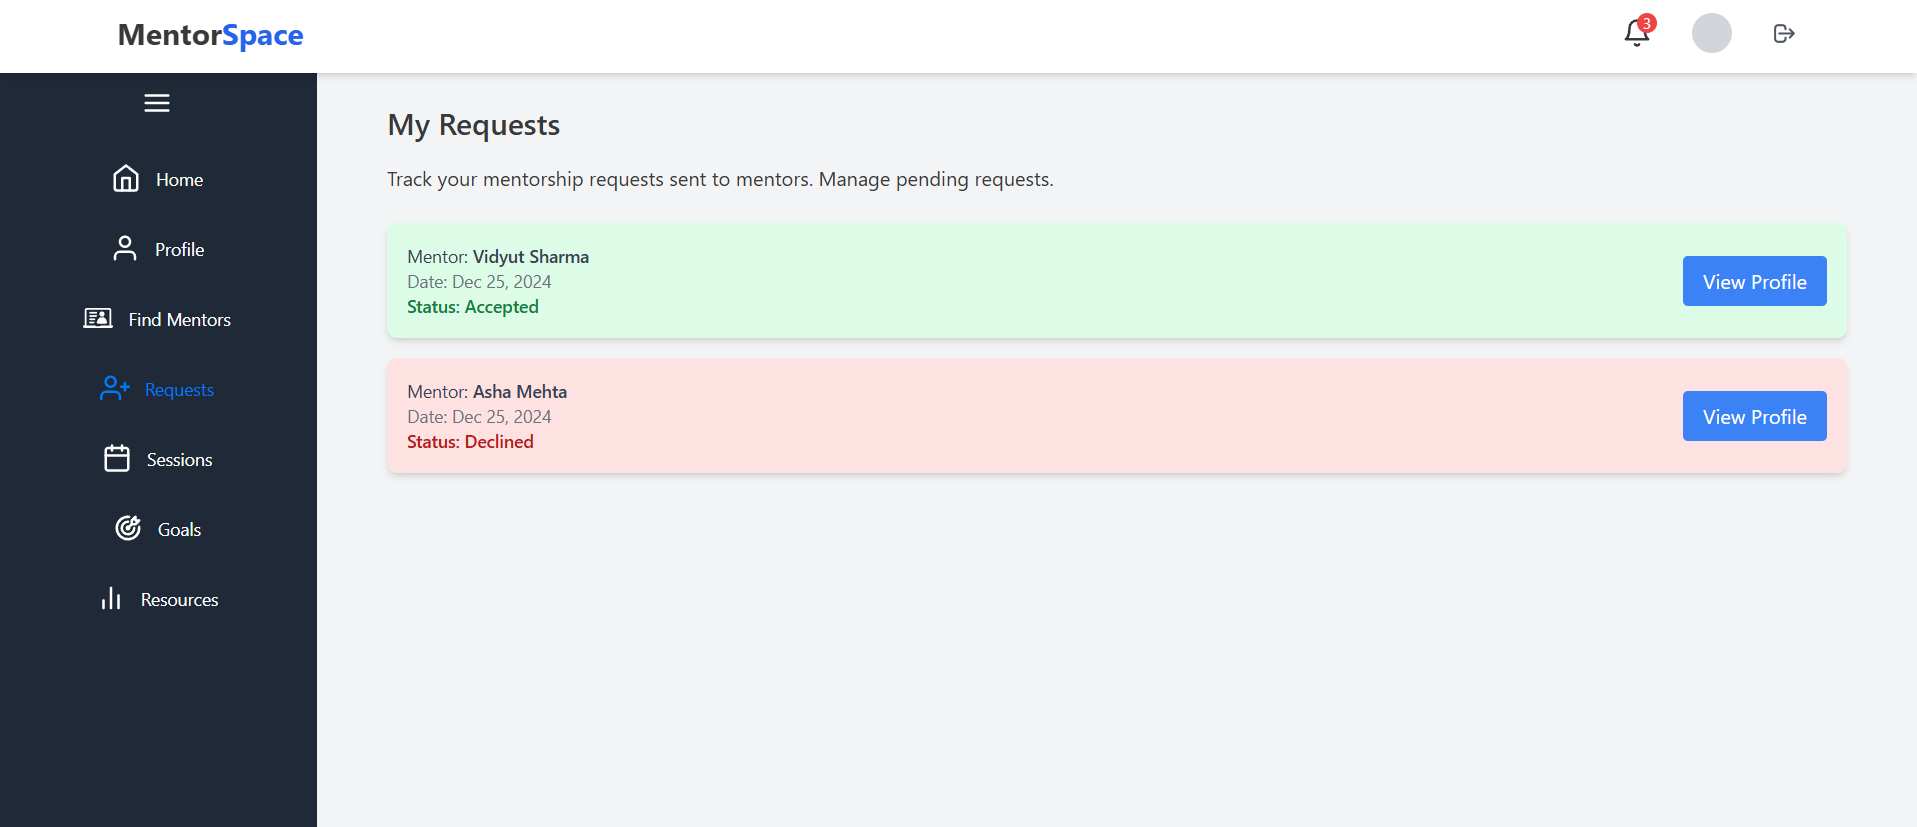 MentorSpace
3
Home
Profile
Find Mentors
Requests
Sessions
Goals
Resources
My Requests
Track your mentorship requests sent to mentors. Manage pending requests.
Mentor: Vidyut Sharma
Date: Dec 25, 2024
Status: Accepted
View Profile
Mentor: Asha Mehta
Date: Dec 25, 2024
Status: Declined
View Profile